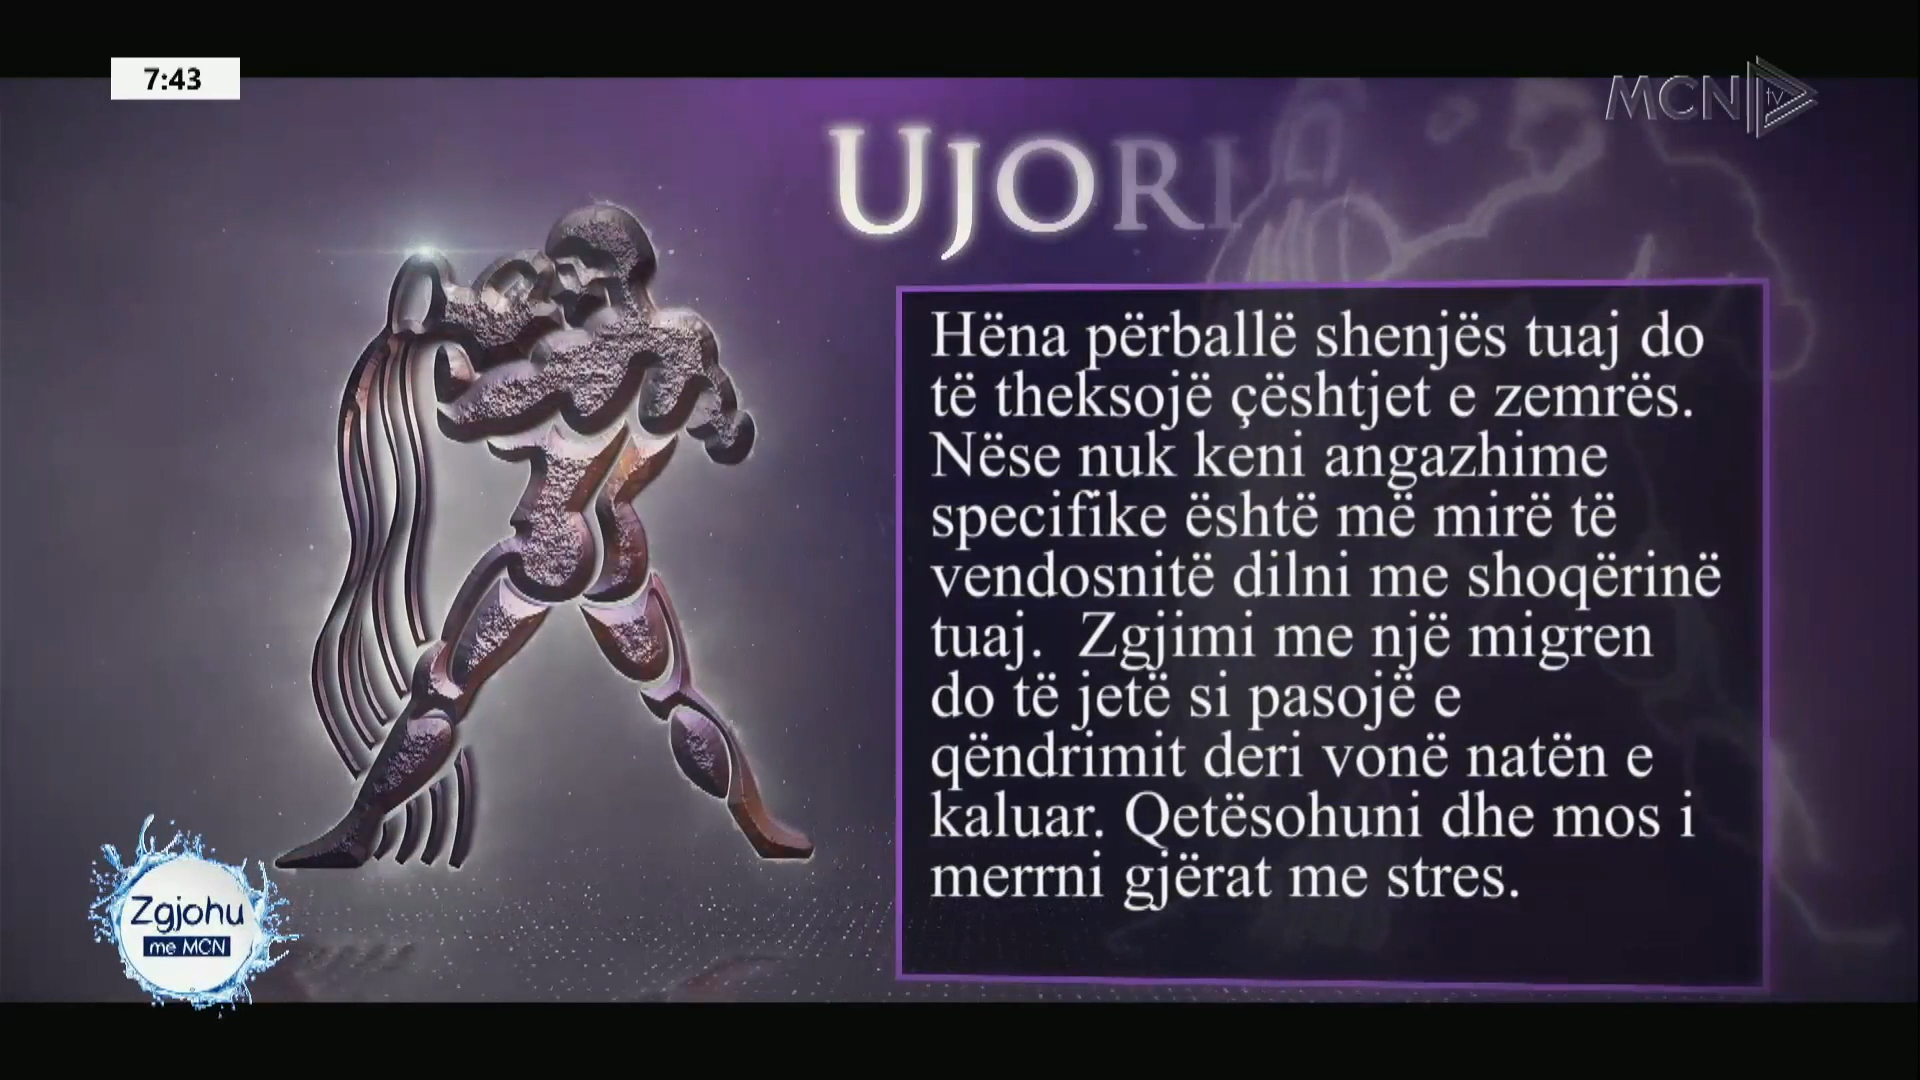 7:43
MCN tv
UJORI
Hëna përballë shenjës tuaj do
të theksojë çështjet e zemrës.
Nëse nuk keni angazhime
specifike është më mirë të
vendosnitë dilni me shoqërinë
tuaj.  Zgjimi me një migren
do të jetë si pasojë e
qëndrimit deri vonë natën e
kaluar. Qetësohuni dhe mos i
merrni gjërat me stres.
Zgjohu
me MCN